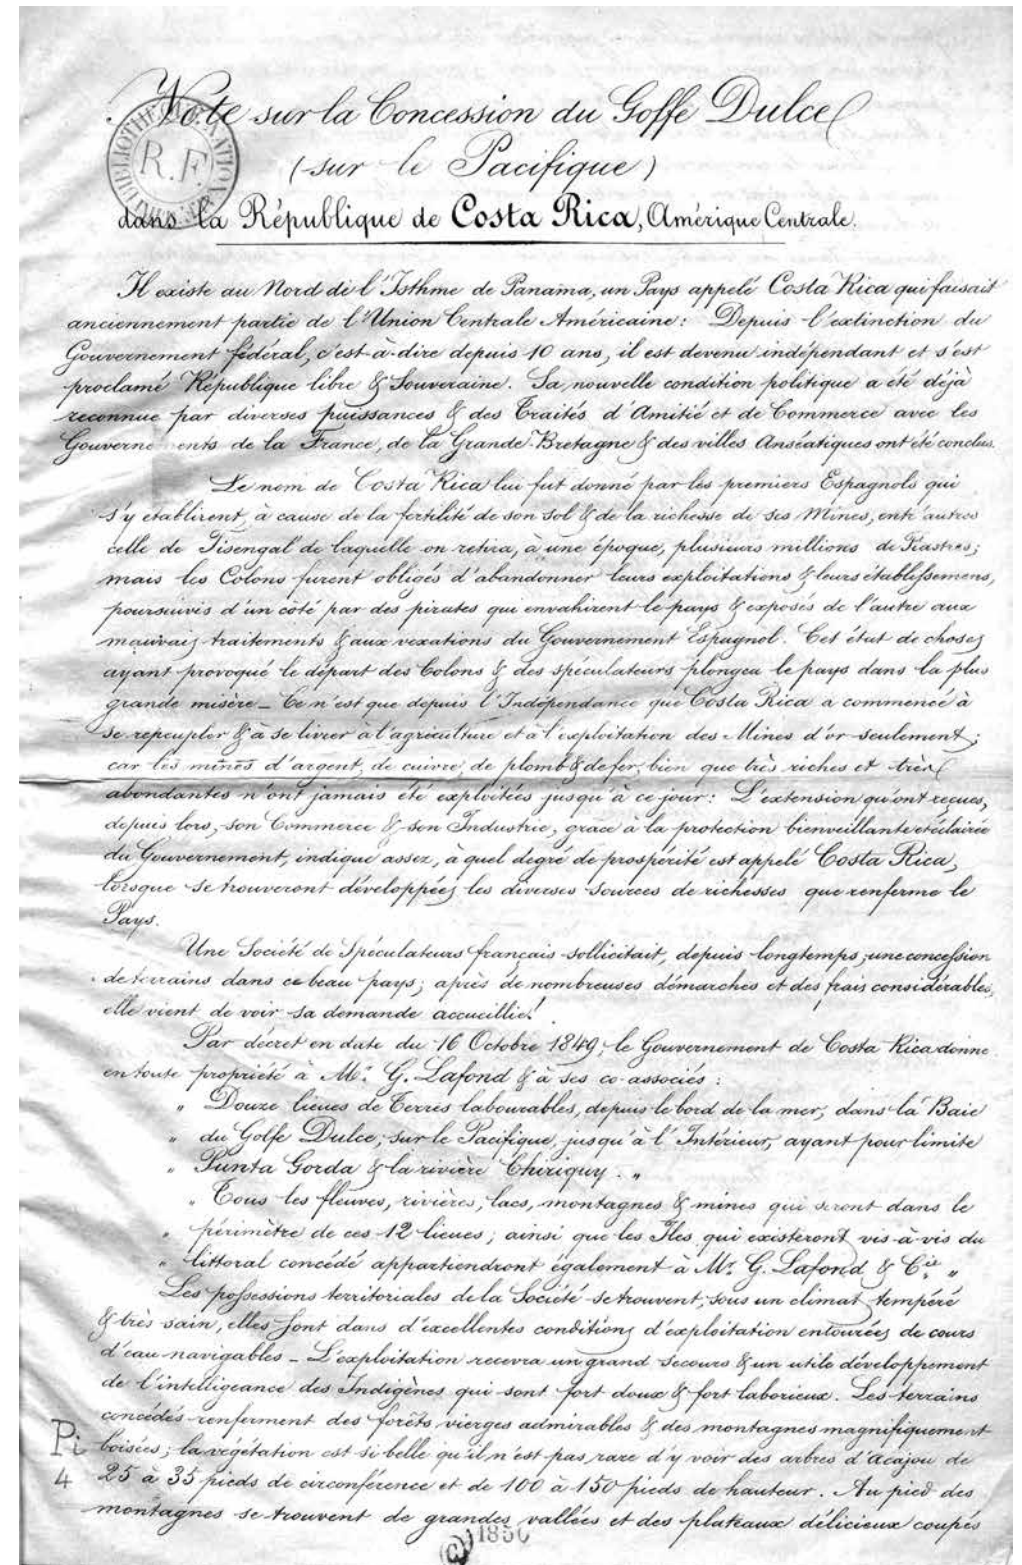 Note sur la Concession du Golfe Dulce
(sur le Pacifique)
dans la République de Costa Rica, Amérique Centrale.
BIBLIOTHÈQUE NATIONALE
R.F.
Il existe au Nord de l'Isthme de Panama, un Pays appelé Costa Rica qui faisait
anciennement partie de l'Union Centrale Américaine: Depuis l'extinction du
Gouvernement fédéral, c'est-à-dire depuis 10 ans, il est devenu indépendant et s'est
proclamé République libre & Souveraine. Sa nouvelle condition politique a été déjà
reconnue par diverses puissances & des Traités d'Amitié et de Commerce avec les
Gouverne ents de la France, de la Grande-Bretagne & des villes Anséatiques ont été conclus.
Le nom de Costa Rica lui fut donné par les premiers Espagnols qui
s'y etablirent, à cause de la fertilité de son sol & de la richesse de ses Mines, entr'autres
celle de Tisengal de laquelle on retira, à une époque, plusieurs millions de Piastres;
mais les Colons furent obligés d'abandonner leurs exploitations & leurs établissemens,
poursuivis d'un côté par des pirates qui envahirent le pays & exposés de l'autre aux
mauvais traitements & aux vexations du Gouvernement Espagnol. Cet état de choses
ayant provoqué le départ des Colons & des spéculateurs plongea le pays dans la plus
grande misère _ Ce n'est que depuis l'Indépendance que Costa Rica a commencé à
se repeupler & à se livrer à l'agriculture et à l'exploitation des Mines d'or seulement;
car les mines d'argent, de cuivre, de plomb & de fer, bien que très riches et très
abondantes n'ont jamais été exploitées jusqu'à ce jour: L'extension qu'ont reçues,
depuis lors, son Commerce & son Industrie, grace à la protection bienveillante et éclairée
du Gouvernement, indique assez, à quel degré de prospérité est appelé Costa Rica,
lorsque se trouveront développées les diverses sources de richesses que renferme le
Pays.
Une Société de Spéculateurs français sollicitait, depuis longtemps, une concession
de terrains dans ce beau pays; après de nombreuses démarches et des frais considérables,
elle vient de voir sa demande accueillie!
Par décret en date du 16 Octobre 1849, le Gouvernement de Costa Rica donne
en toute propriété à Mr. G. Lafond & à ses co-associés:
" Douze lieues de Terres labourables, depuis le bord de la mer, dans la Baie
" du Golfe Dulce, sur le Pacifique, jusqu'à l'Intérieur, ayant pour limite
" Punta Gorda & la rivière Chiriquy. "
" Tous les fleuves, rivières, lacs, montagnes & mines qui seront dans le
" périmètre de ces 12 lieues; ainsi que les Iles qui existeront vis-à-vis du
" littoral concédé appartiendront également à Mr. G. Lafond & Cie. "
Les possessions territoriales de la Société se trouvent, sous un climat tempéré
& très sain, elles sont dans d'excellentes conditions d'exploitation entourées de cours
d'eau navigables _ L'exploitation recevra un grand secours & un utile développement
de l'intelligeance des Indigènes qui sont fort doux & fort laborieux. Les terrains
concédés renferment des forêts vierges admirables & des montagnes magnifiquement
boisées; la végétation est si belle qu'il n'est pas rare d'y voir des arbres d'acajou de
25 à 35 pieds de circonférence et de 100 à 150 pieds de hauteur. Au pied des
montagnes se trouvent de grandes vallées et des plateaux délicieux coupés
Pi
4
1850